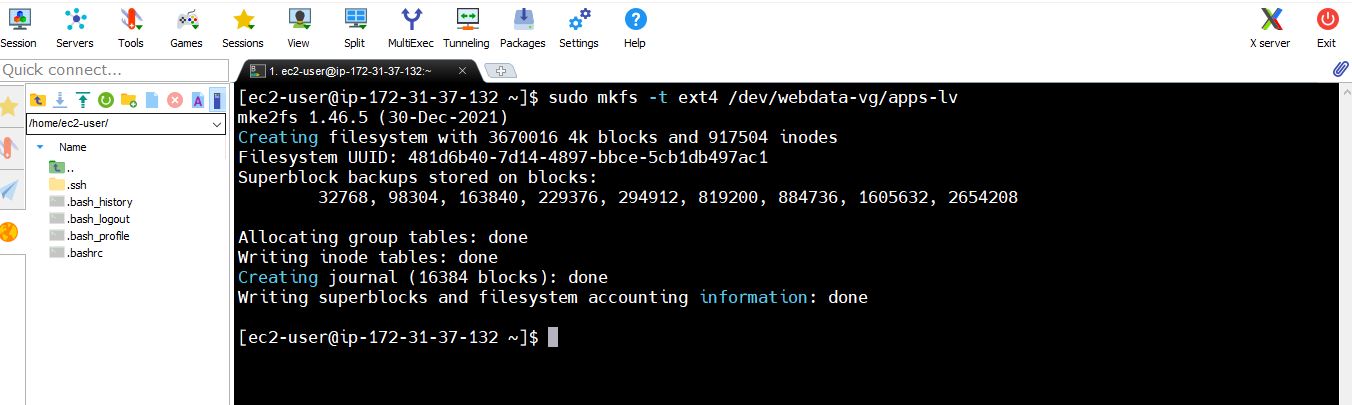 Session Servers Tools Games Sessions View Split MultiExec Tunneling Packages Settings Help X server Exit
Quick connect...
1. ec2-user@ip-172-31-37-132:~
/home/ec2-user/
Name
..
.ssh
.bash_history
.bash_logout
.bash_profile
.bashrc
[ec2-user@ip-172-31-37-132 ~]$ sudo mkfs -t ext4 /dev/webdata-vg/apps-lv
mke2fs 1.46.5 (30-Dec-2021)
Creating filesystem with 3670016 4k blocks and 917504 inodes
Filesystem UUID: 481d6b40-7d14-4897-bbce-5cb1db497ac1
Superblock backups stored on blocks:
32768, 98304, 163840, 229376, 294912, 819200, 884736, 1605632, 2654208
Allocating group tables: done
Writing inode tables: done
Creating journal (16384 blocks): done
Writing superblocks and filesystem accounting information: done
[ec2-user@ip-172-31-37-132 ~]$